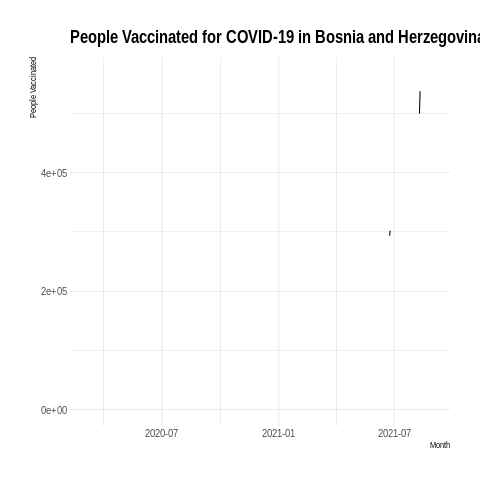 People Vaccinated for COVID-19 in Bosnia and Herzegovina
People Vaccinated
4e+05
2e+05
0e+00
2020-07 2021-01 2021-07
Month